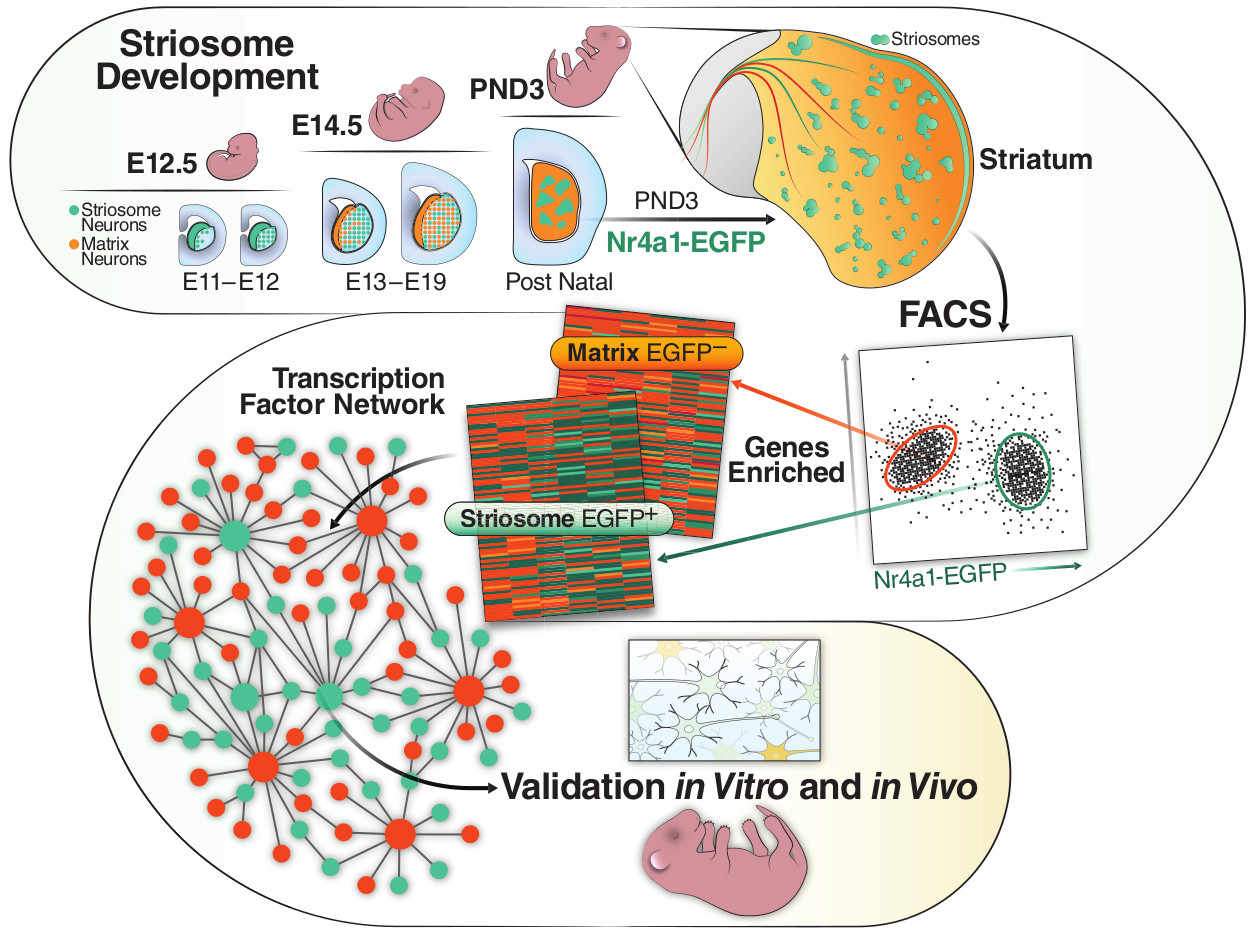 Striosome
Development
E12.5
E14.5
PND3
Striosomes
Striatum
Striosome
Neurons
Matrix
Neurons
E11–E12
E13–E19
Post Natal
PND3
Nr4a1-EGFP
FACS
Matrix EGFP–
Transcription
Factor Network
Genes
Enriched
Striosome EGFP+
Nr4a1-EGFP
Validation in Vitro and in Vivo